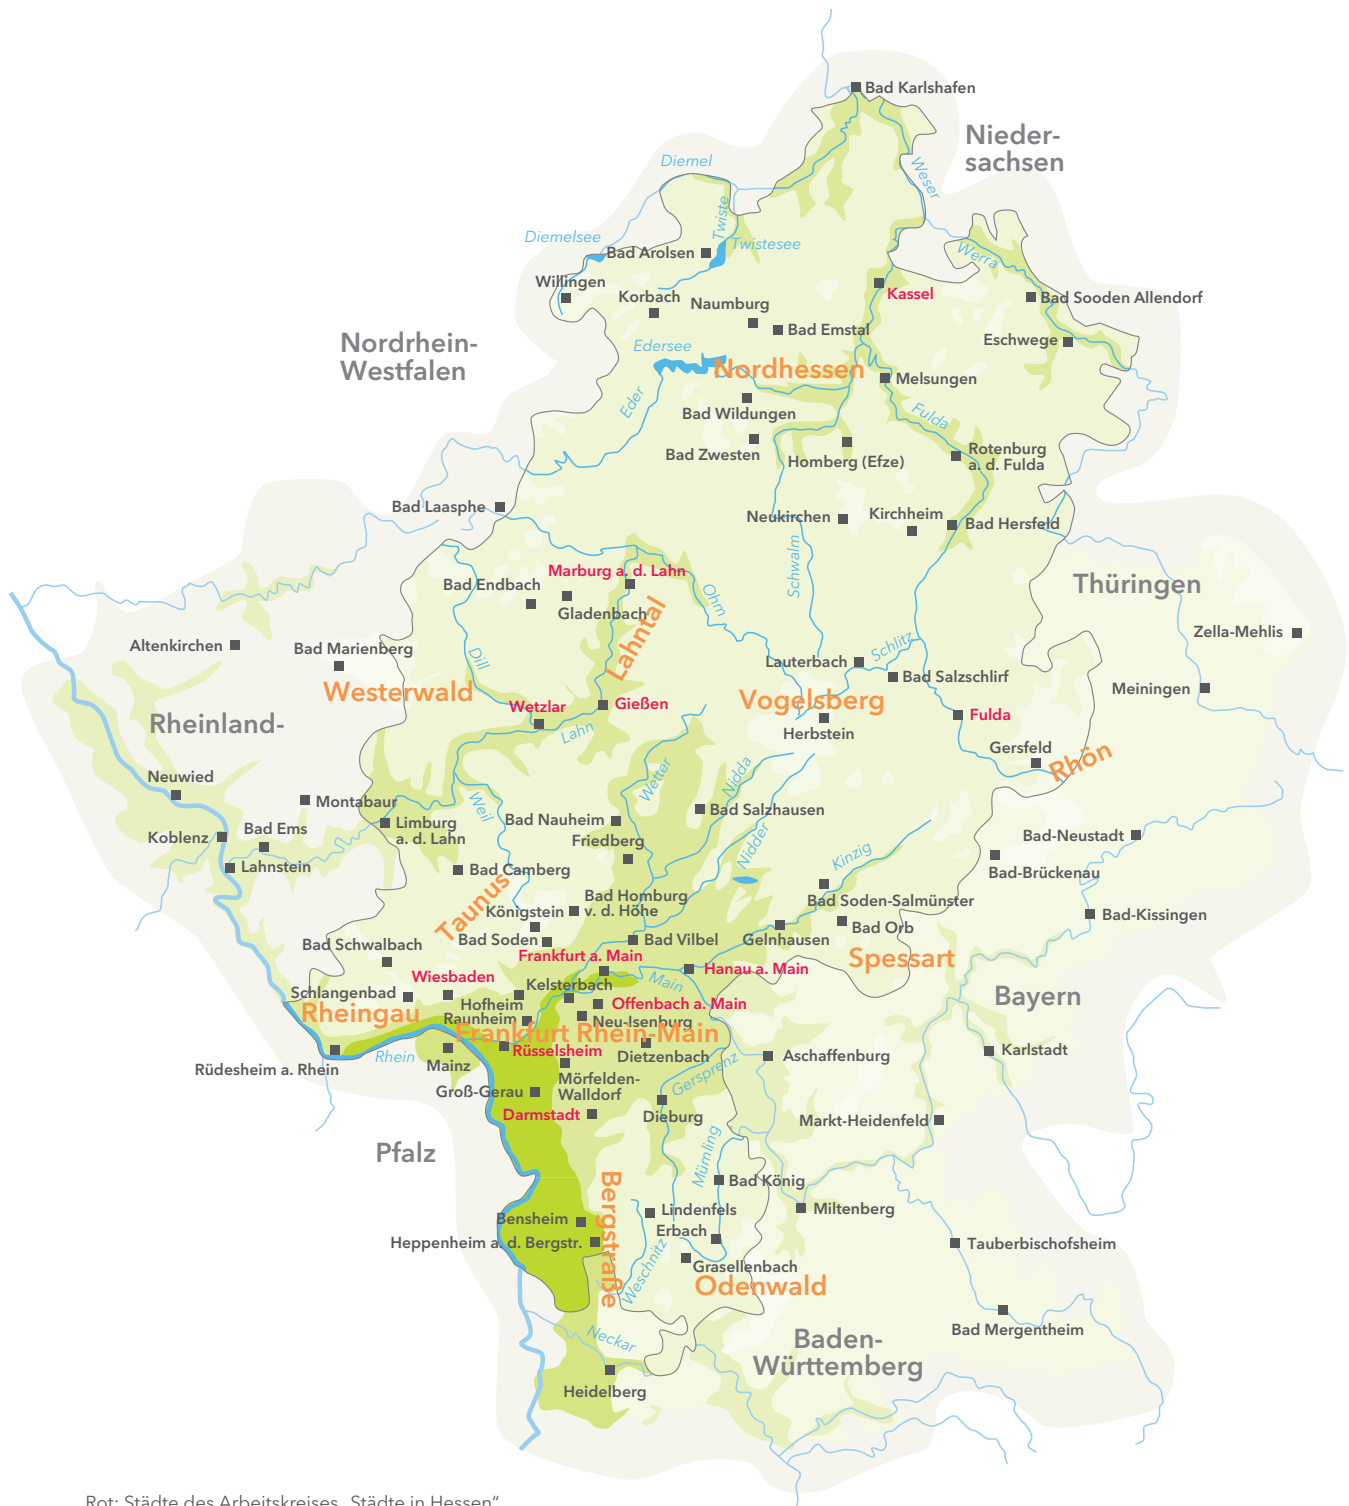 Bad Karlshafen
Nieder-
sachsen
Diemel
Weser
Twiste
Diemelsee
Twistesee
Werra
Bad Arolsen
Willingen
Kassel
Korbach
Naumburg
Bad Sooden Allendorf
Bad Emstal
Eschwege
Nordrhein-
Westfalen
Edersee
Nordhessen
Melsungen
Eder
Bad Wildungen
Fulda
Bad Zwesten
Homberg (Efze)
Rotenburg
a. d. Fulda
Bad Laasphe
Neukirchen
Kirchheim
Bad Hersfeld
Schwalm
Marburg a. d. Lahn
Bad Endbach
Gladenbach
Ohm
Thüringen
Lahntal
Altenkirchen
Bad Marienberg
Dill
Zella-Mehlis
Schlitz
Lauterbach
Bad Salzschlirf
Westerwald
Vogelsberg
Meiningen
Wetzlar
Gießen
Fulda
Rheinland-
Lahn
Herbstein
Gersfeld
Rhön
Neuwied
Wetter
Nidda
Montabaur
Weil
Bad Salzhausen
Koblenz
Bad Ems
Limburg
a. d. Lahn
Bad Nauheim
Friedberg
Nidder
Kinzig
Bad-Neustadt
Lahnstein
Bad Camberg
Bad-Brückenau
Taunus
Bad Homburg
v. d. Höhe
Königstein
Bad Soden-Salmünster
Bad-Kissingen
Bad Orb
Bad Schwalbach
Bad Soden
Bad Vilbel
Gelnhausen
Frankfurt a. Main
Spessart
Wiesbaden
Hanau a. Main
Kelsterbach
Main
Schlangenbad
Hofheim
Offenbach a. Main
Bayern
Rheingau
Raunheim
Neu-Isenburg
Frankfurt Rhein-Main
Rüsselsheim
Rhein
Mainz
Dietzenbach
Aschaffenburg
Karlstadt
Rüdesheim a. Rhein
Gersprenz
Mörfelden-
Walldorf
Groß-Gerau
Darmstadt
Dieburg
Markt-Heidenfeld
Pfalz
Mümling
Bergstraße
Bad König
Lindenfels
Miltenberg
Bensheim
Erbach
Heppenheim a. d. Bergstr.
Tauberbischofsheim
Weschnitz
Grasellenbach
Odenwald
Neckar
Bad Mergentheim
Baden-
Württemberg
Heidelberg
Rot: Städte des Arbeitskreises „Städte in Hessen“